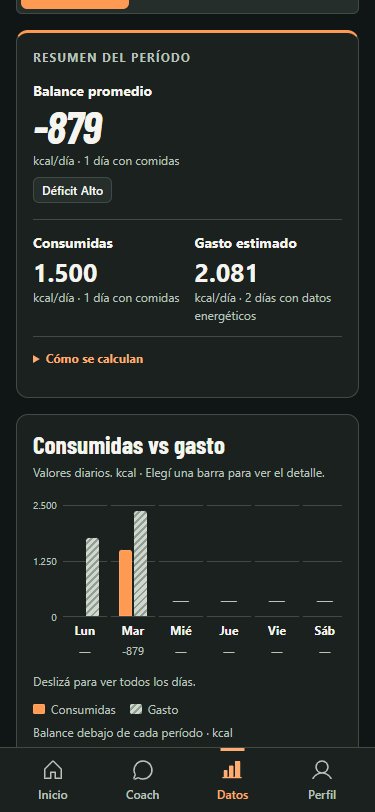 RESUMEN DEL PERÍODO
Balance promedio
-879
kcal/día · 1 día con comidas
Déficit Alto
Consumidas
1.500
kcal/día · 1 día con comidas
Gasto estimado
2.081
kcal/día · 2 días con datos
energéticos
Cómo se calculan
Consumidas vs gasto
Valores diarios. kcal · Elegí una barra para ver el detalle.
2.500
1.250
0
Lun Mar Mié Jue Vie Sáb
— -879 — — — —
Deslizá para ver todos los días.
Consumidas Gasto
Balance debajo de cada período · kcal
Inicio Coach Datos Perfil